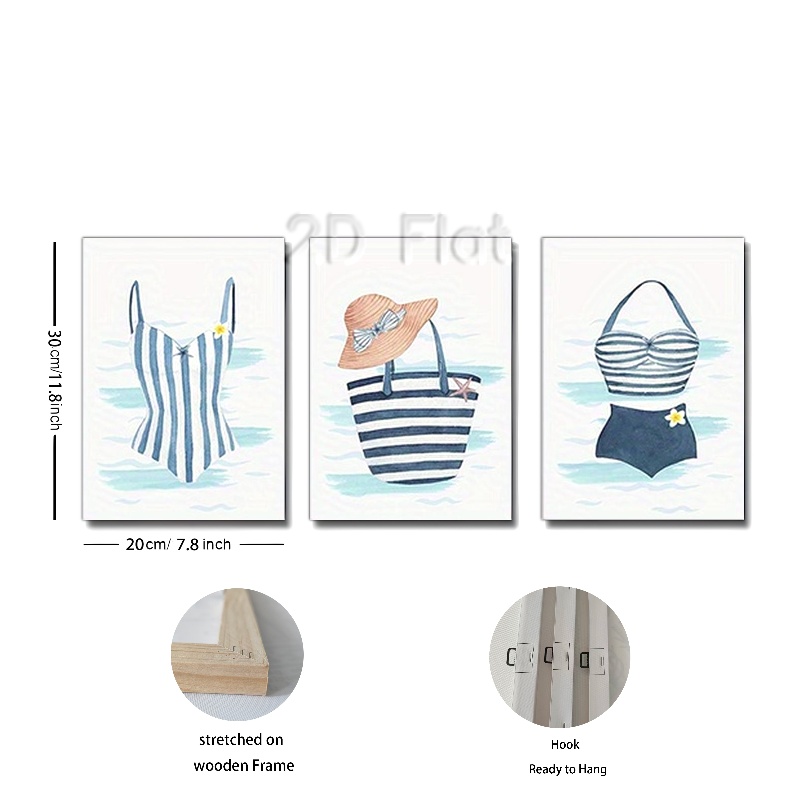 2D Flat
30cm/11.8inch
20cm/ 7.8 inch
stretched on
wooden Frame
Hook
Ready to Hang